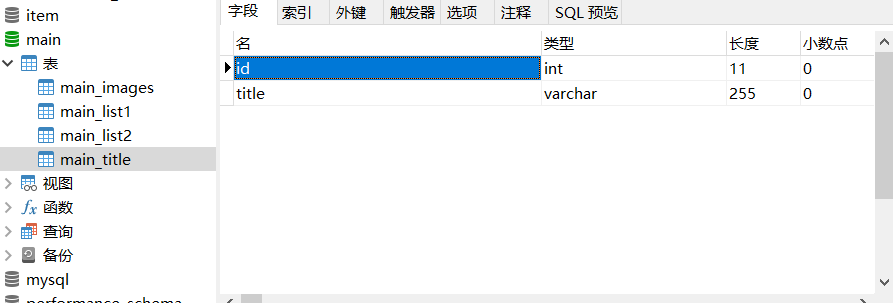 item
main
表
main_images
main_list1
main_list2
main_title
视图
fx 函数
查询
备份
mysql
performance_schema
字段 索引 外键 触发器 选项 注释 SQL 预览
名 类型 长度 小数点
id int 11 0
title varchar 255 0